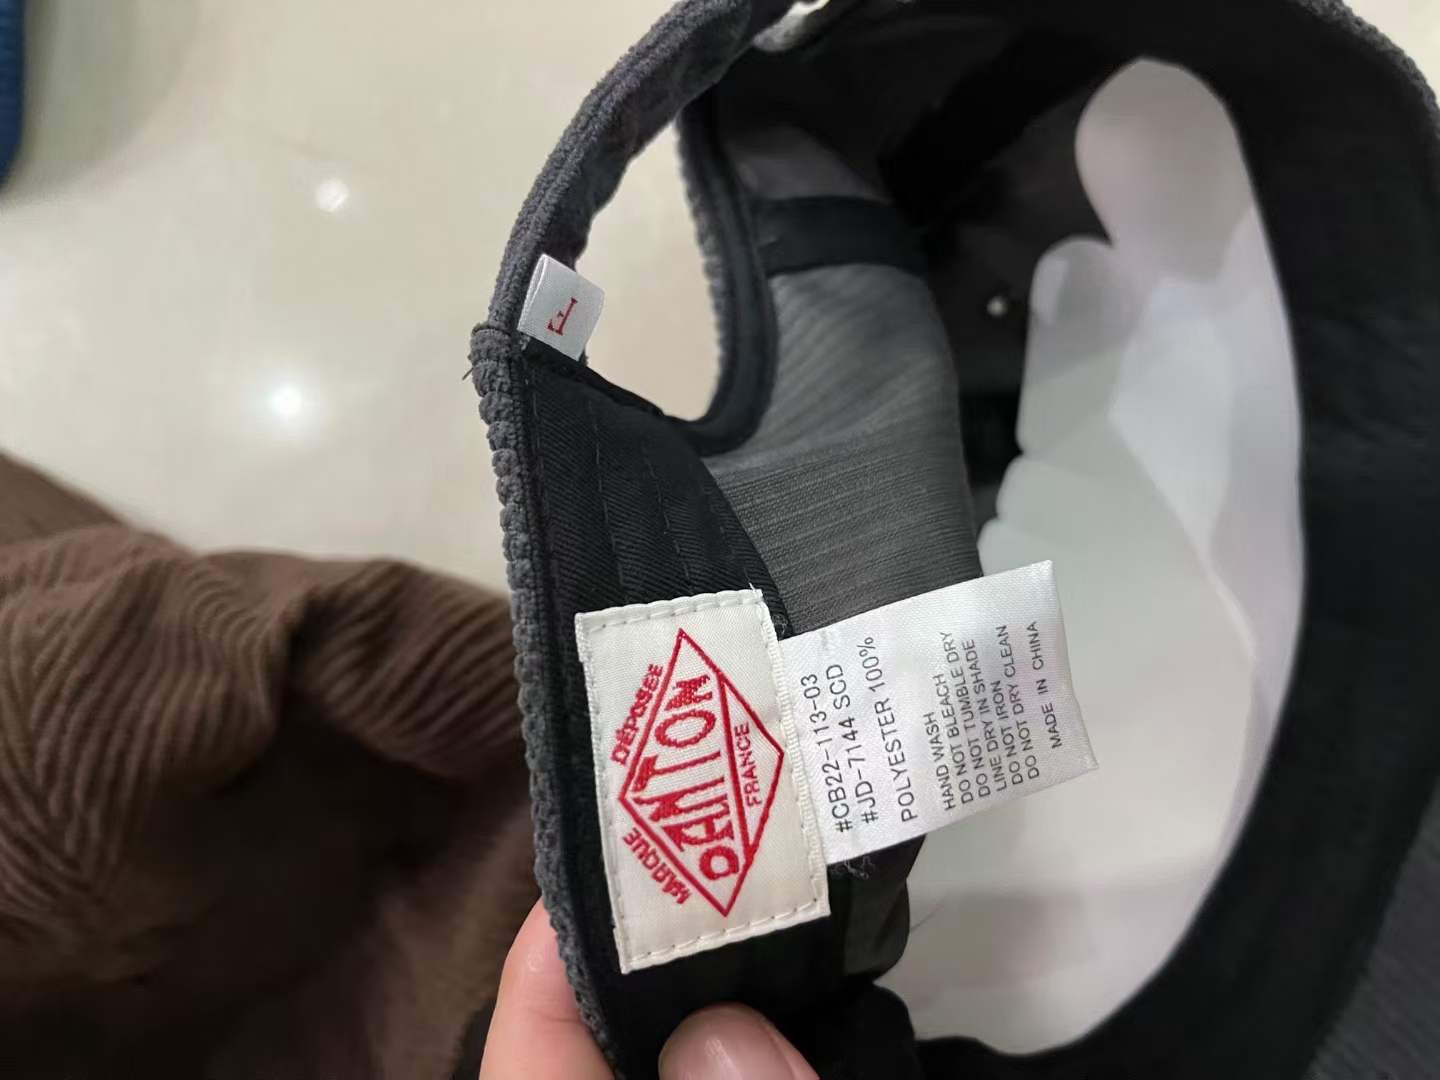 MARQUE DÉPOSÉE
DANTON
FRANCE
#CB22-113-03
#JD-7144 SCD
POLYESTER 100%
HAND WASH
DO NOT BLEACH
DO NOT TUMBLE DRY
LINE DRY IN SHADE
DO NOT IRON
DO NOT DRY CLEAN
MADE IN CHINA